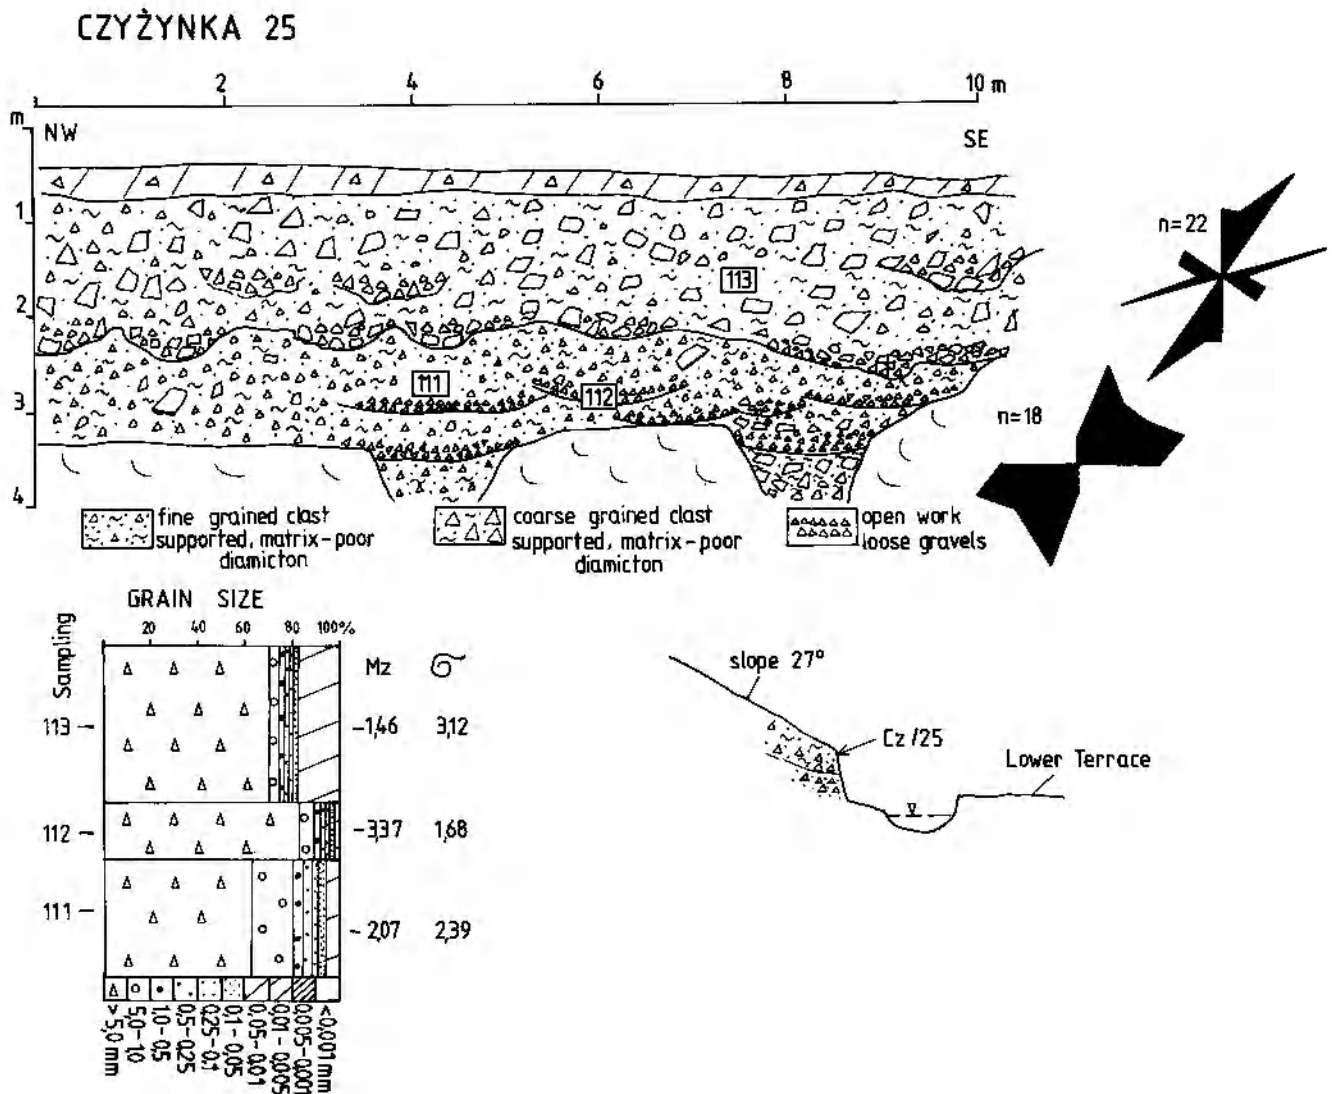 CZYŻYNKA 25
2 4 6 8 10 m
m
NW SE
1
2
3
4
113
111
112
n=22
n=18
fine grained clast
supported, matrix-poor
diamicton
coarse grained clast
supported, matrix-poor
diamicton
open work
loose gravels
GRAIN SIZE
20 40 60 80 100%
Sampling
Mz
113 -1,46 3,12
112 -3,37 1,68
111 -2,07 2,39
> 5,0 mm
5,0-1,0
1,0-0,5
0,5-0,25
0,25-0,1
0,1-0,05
0,05-0,01
0,01-0,005
0,005-0,001
<0,001 mm
slope 27°
Cz/25
Lower Terrace